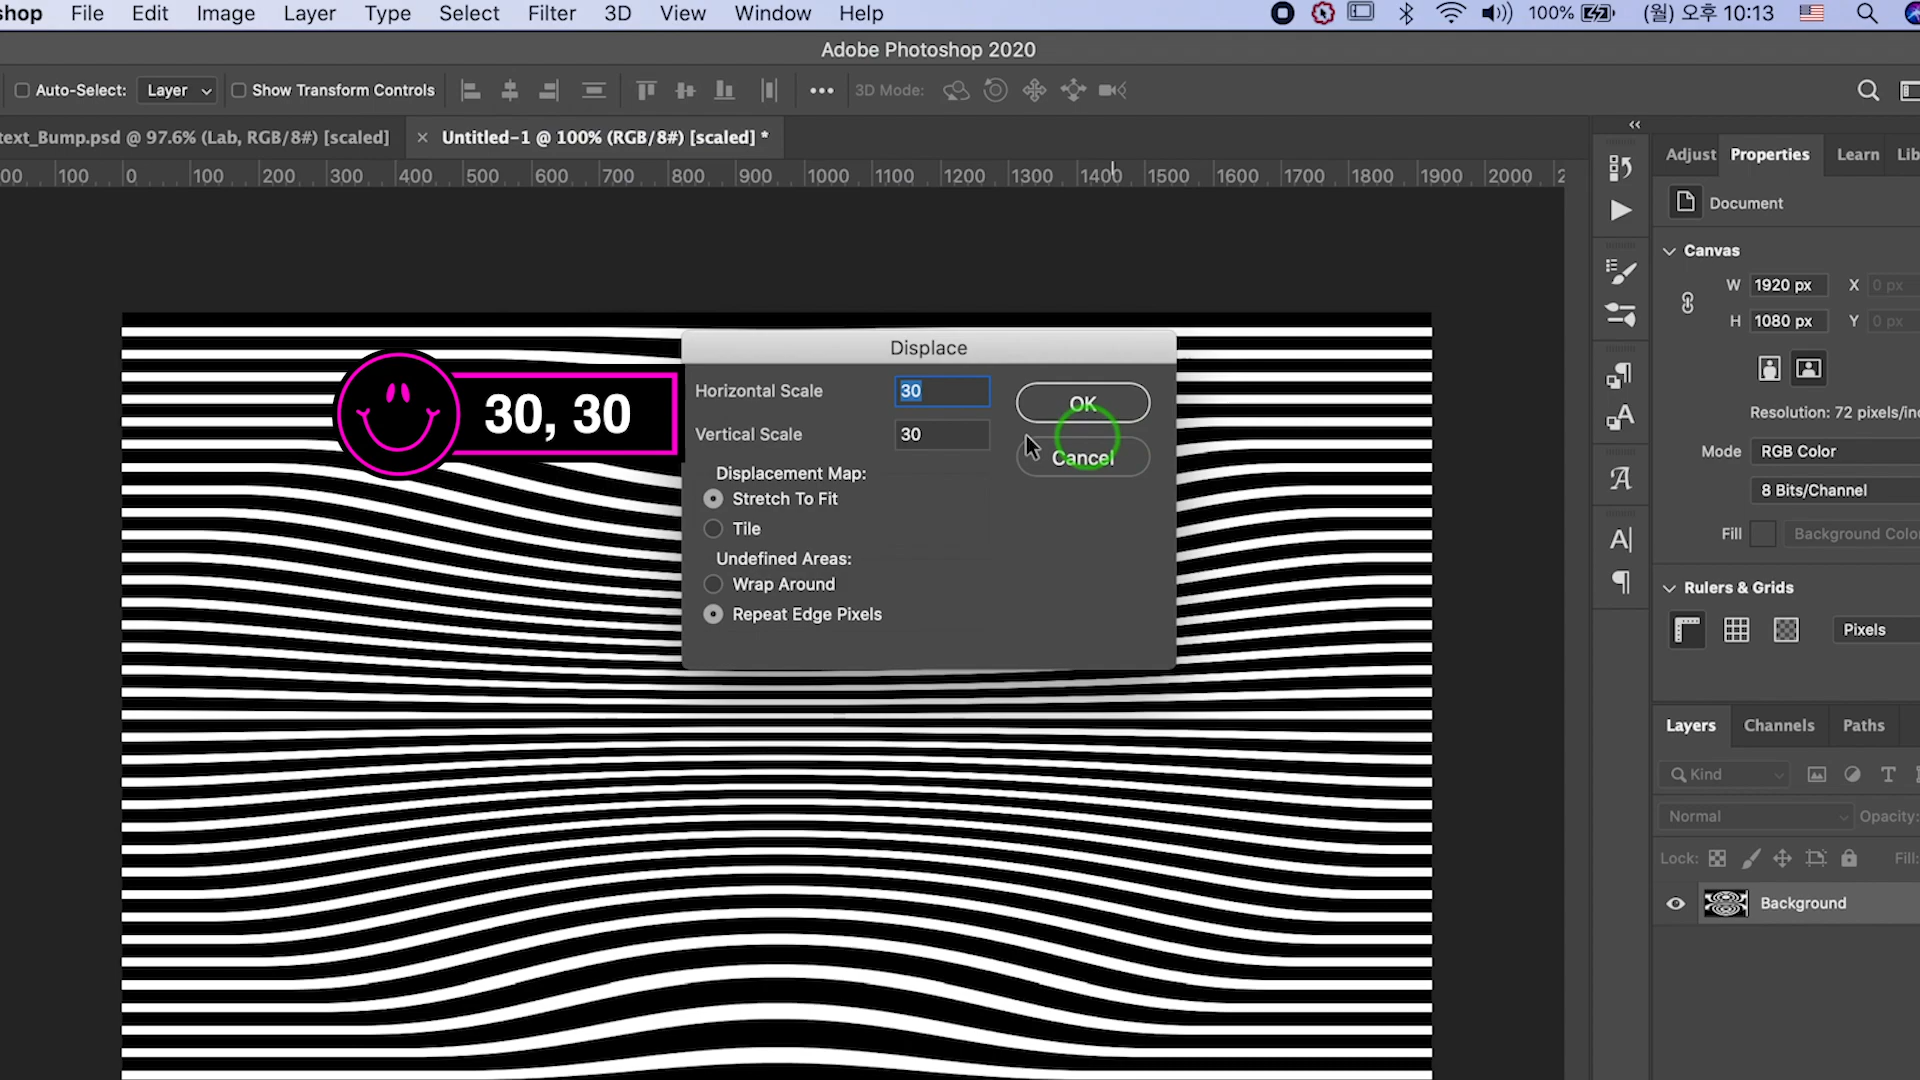 shop File Edit Image Layer Type Select Filter 3D View Window Help 100% (월) 오후 10:13
Adobe Photoshop 2020
Auto-Select: Layer Show Transform Controls ••• 3D Mode:
text_Bump.psd @ 97.6% (Lab, RGB/8#) [scaled] × Untitled-1 @ 100% (RGB/8#) [scaled] *
00 100 0 100 200 300 400 500 600 700 800 900 1000 1100 1200 1300 1400 1500 1600 1700 1800 1900 2000 2
Adjust Properties Learn Lib
Document
Canvas
W 1920 px X 0 px
H 1080 px Y 0 px
Resolution: 72 pixels/in
Mode RGB Color
8 Bits/Channel
Fill Background Colo
Rulers & Grids
Pixels
Displace
Horizontal Scale 30 OK
Vertical Scale 30 Cancel
Displacement Map:
Stretch To Fit
Tile
Undefined Areas:
Wrap Around
Repeat Edge Pixels
30, 30
Layers Channels Paths
Kind
Normal Opacity:
Lock: Fill:
Background